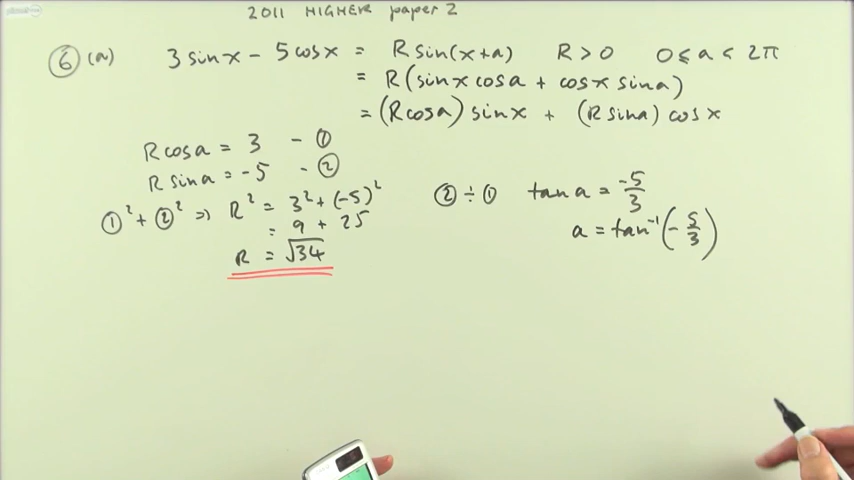 2011 HIGHER paper 2
⑥ (a) 3 sin x - 5 cos x = R sin(x+a) R > 0 0 ≤ a < 2π
= R(sin x cos a + cos x sin a)
= (R cos a) sin x + (R sin a) cos x
R cos a = 3 - ①
R sin a = -5 - ②
①² + ②² ⇒ R² = 3² + (-5)²
= 9 + 25
R = √34
② ÷ ① tan a = -5/3
a = tan⁻¹(-5/3)